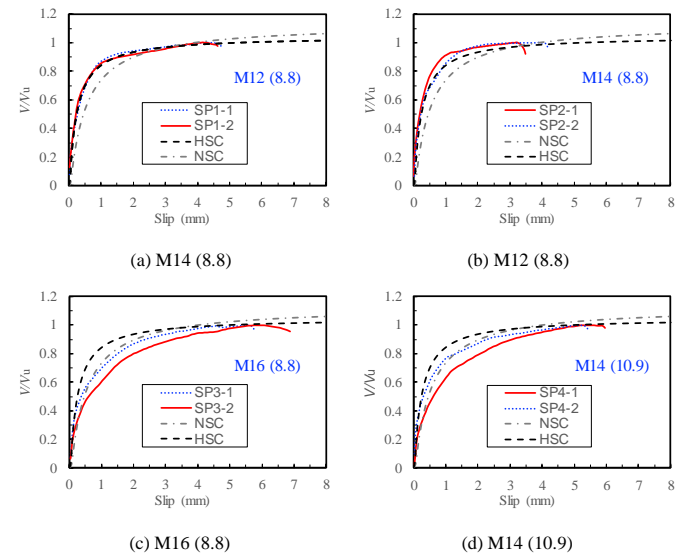 1.2
1
0.8
0.6
0.4
0.2
0
V/Vu
M12 (8.8)
SP1-1
SP1-2
HSC
NSC
0 1 2 3 4 5 6 7 8
Slip (mm)
(a) M14 (8.8)
1.2
1
0.8
0.6
0.4
0.2
0
V/Vu
M14 (8.8)
SP2-1
SP2-2
NSC
HSC
0 1 2 3 4 5 6 7 8
Slip (mm)
(b) M12 (8.8)
1.2
1
0.8
0.6
0.4
0.2
0
V/Vu
M16 (8.8)
SP3-1
SP3-2
NSC
HSC
0 1 2 3 4 5 6 7 8
Slip (mm)
(c) M16 (8.8)
1.2
1
0.8
0.6
0.4
0.2
0
V/Vu
M14 (10.9)
SP4-1
SP4-2
NSC
HSC
0 1 2 3 4 5 6 7 8
Slip (mm)
(d) M14 (10.9)